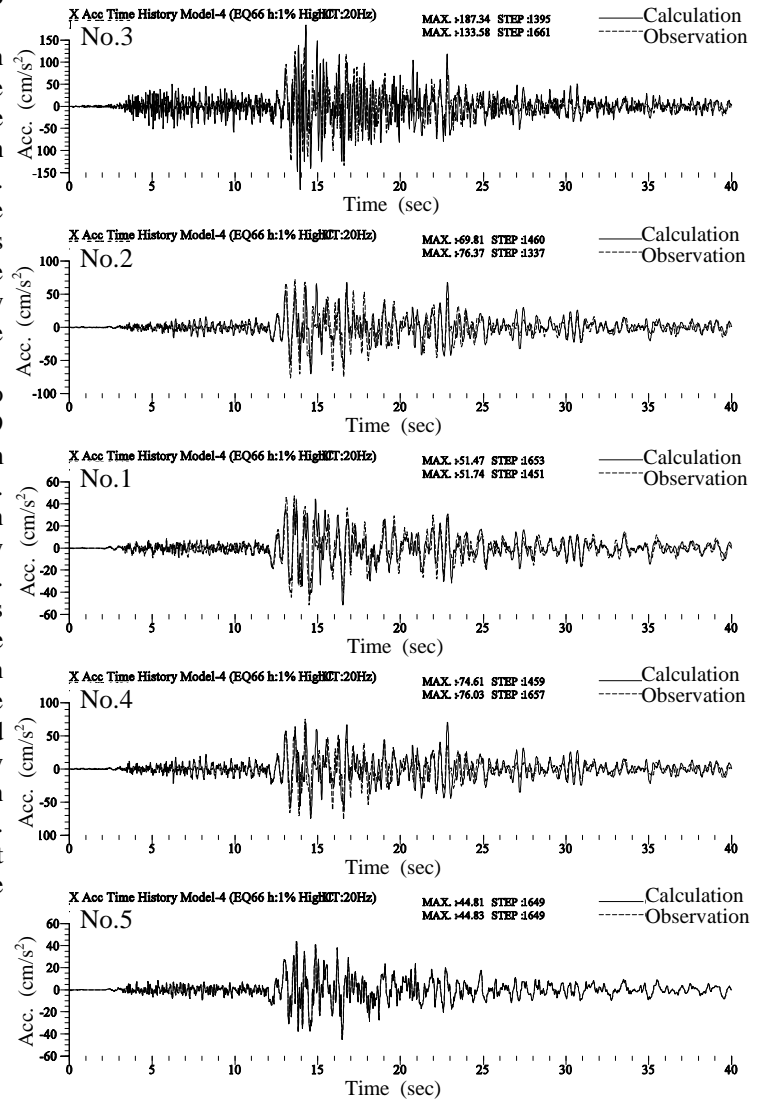 X Acc Time History Model-4 (EQ66 h:1% HighCT:20Hz)
MAX. :-187.34 STEP :1395
MAX. :-133.58 STEP :1661
Calculation
Observation
No.3
Acc. (cm/s²)
150
100
50
0
-50
100
-150
0 5 10 15 20 25 30 35 40
Time (sec)
X Acc Time History Model-4 (EQ66 h:1% HighCT:20Hz)
MAX. :-69.81 STEP :1460
MAX. :-76.37 STEP :1337
Calculation
Observation
No.2
Acc. (cm/s²)
100
50
0
-50
-100
0 5 10 15 20 25 30 35 40
Time (sec)
X Acc Time History Model-4 (EQ66 h:1% HighCT:20Hz)
MAX. :-51.47 STEP :1653
MAX. :-51.74 STEP :1451
Calculation
Observation
No.1
Acc. (cm/s²)
60
40
20
0
-20
-40
-60
0 5 10 15 20 25 30 35 40
Time (sec)
X Acc Time History Model-4 (EQ66 h:1% HighCT:20Hz)
MAX. :-74.61 STEP :1459
MAX. :-76.03 STEP :1657
Calculation
Observation
No.4
Acc. (cm/s²)
100
50
0
-50
100
0 5 10 15 20 25 30 35 40
Time (sec)
X Acc Time History Model-4 (EQ66 h:1% HighCT:20Hz)
MAX. :-44.81 STEP :1649
MAX. :-44.83 STEP :1649
Calculation
Observation
No.5
Acc. (cm/s²)
60
40
20
0
-20
-40
-60
0 5 10 15 20 25 30 35 40
Time (sec)